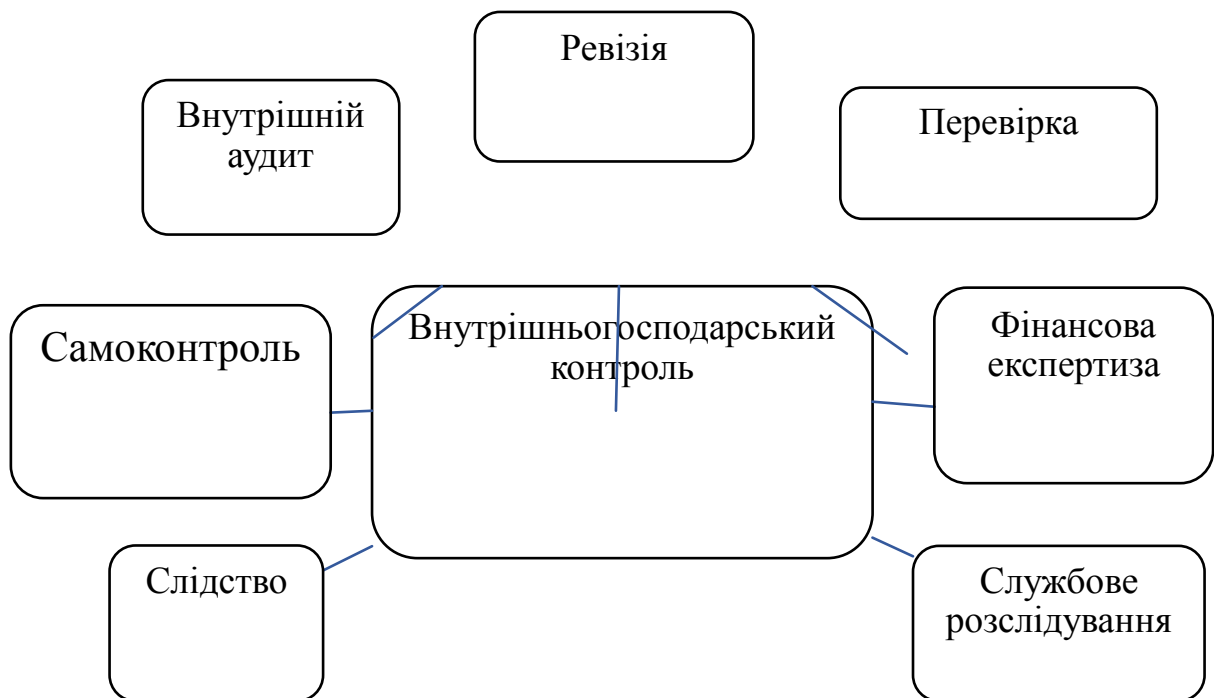 Ревізія
Внутрішній
аудит
Перевірка
Самоконтроль
Внутрішньогосподарський
контроль
Фінансова
експертиза
Слідство
Службове
розслідування